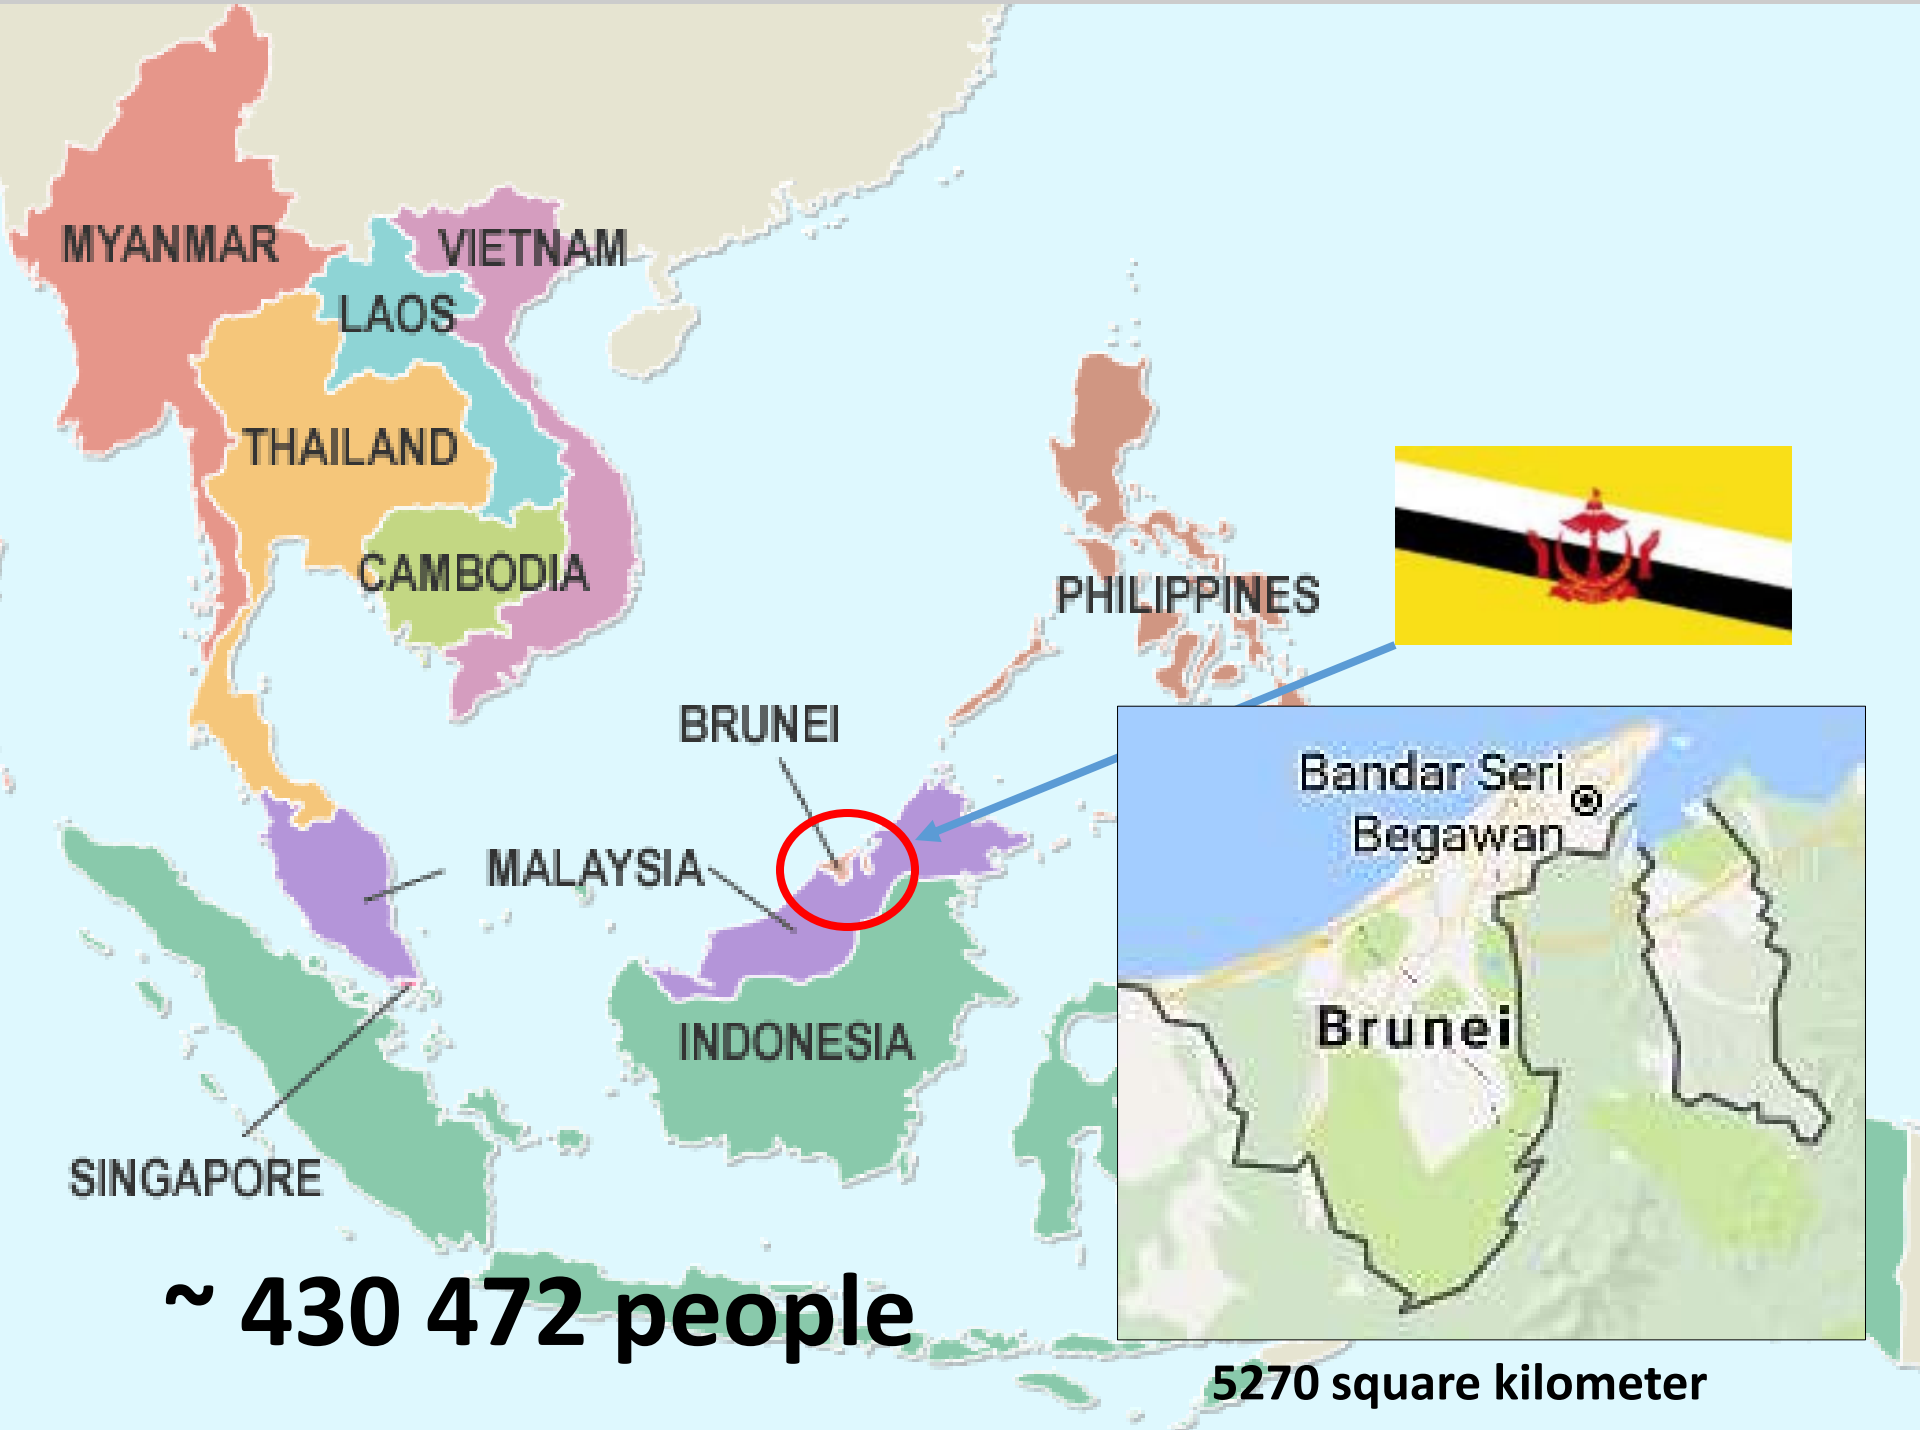 MYANMAR
VIETNAM
LAOS
THAILAND
CAMBODIA
PHILIPPINES
BRUNEI
MALAYSIA
INDONESIA
SINGAPORE
Bandar Seri
Begawan
Brunei
~ 430 472 people
5270 square kilometer